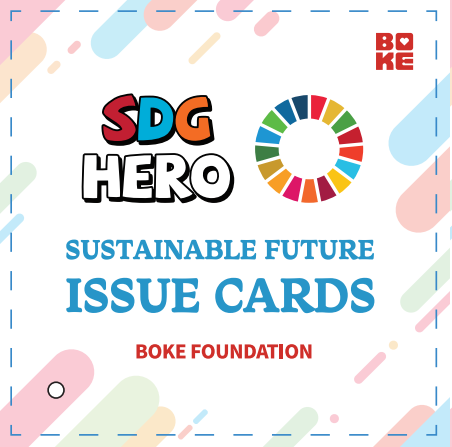 BOKE
SDG
HERO
SUSTAINABLE FUTURE
ISSUE CARDS
BOKE FOUNDATION